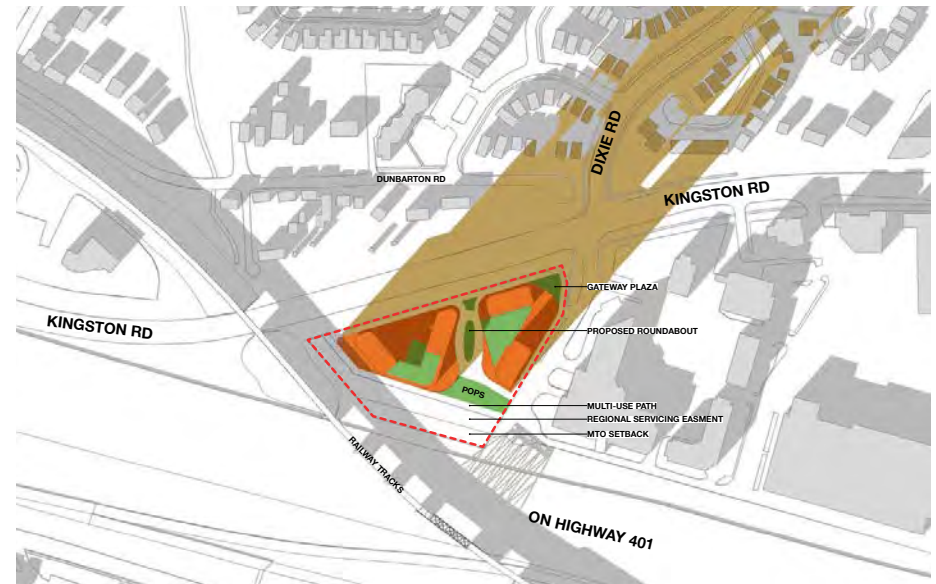 DIXIE RD
DUNBARTON RD
KINGSTON RD
GATEWAY PLAZA
KINGSTON RD
PROPOSED ROUNDABOUT
POPS
MULTI-USE PATH
REGIONAL SERVICING EASMENT
MTO SETBACK
RAILWAY TRACKS
ON HIGHWAY 401